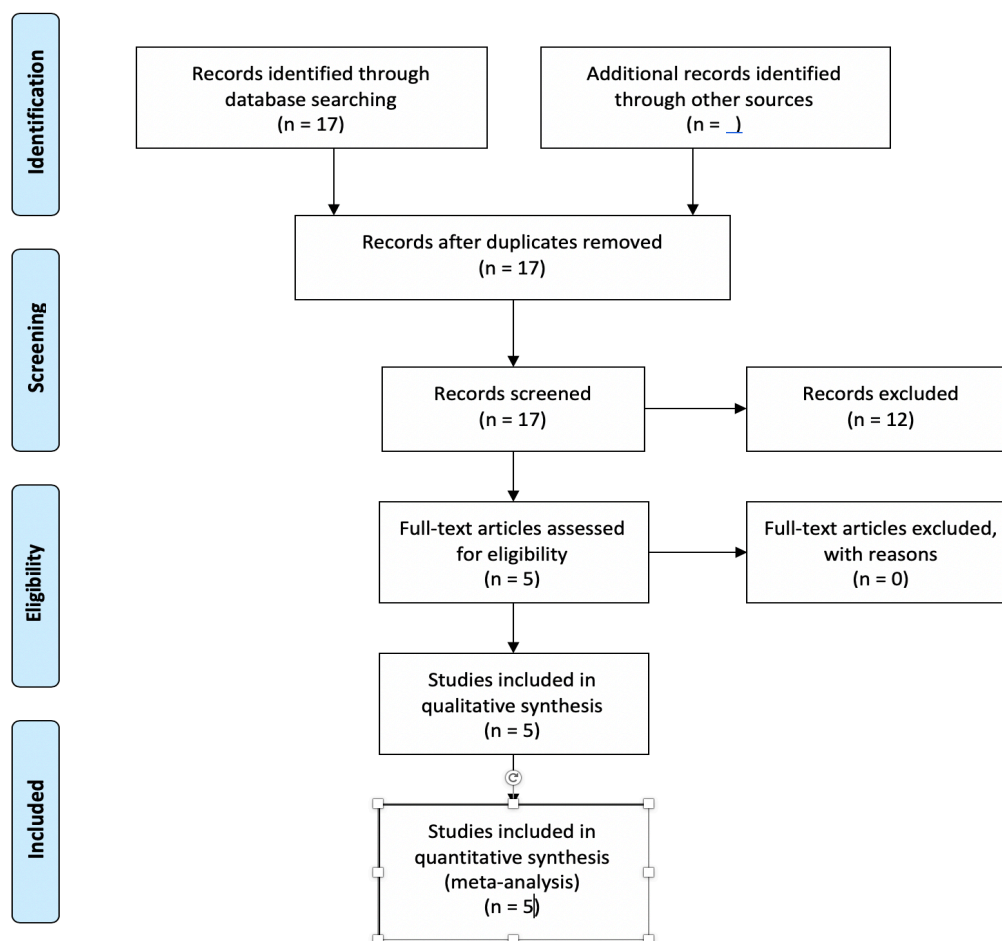 Identification
Records identified through
database searching
(n = 17)
Additional records identified
through other sources
(n = _)
Records after duplicates removed
(n = 17)
Screening
Records screened
(n = 17)
Records excluded
(n = 12)
Eligibility
Full-text articles assessed
for eligibility
(n = 5)
Full-text articles excluded,
with reasons
(n = 0)
Studies included in
qualitative synthesis
(n = 5)
Included
Studies included in
quantitative synthesis
(meta-analysis)
(n = 5)